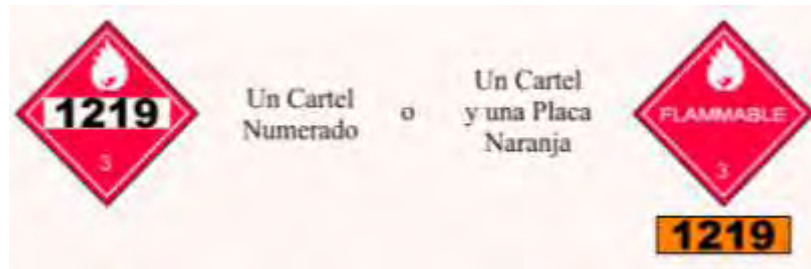 1219
3
Un Cartel
Numerado
o
Un Cartel
y una Placa
Naranja
FLAMMABLE
3
1219